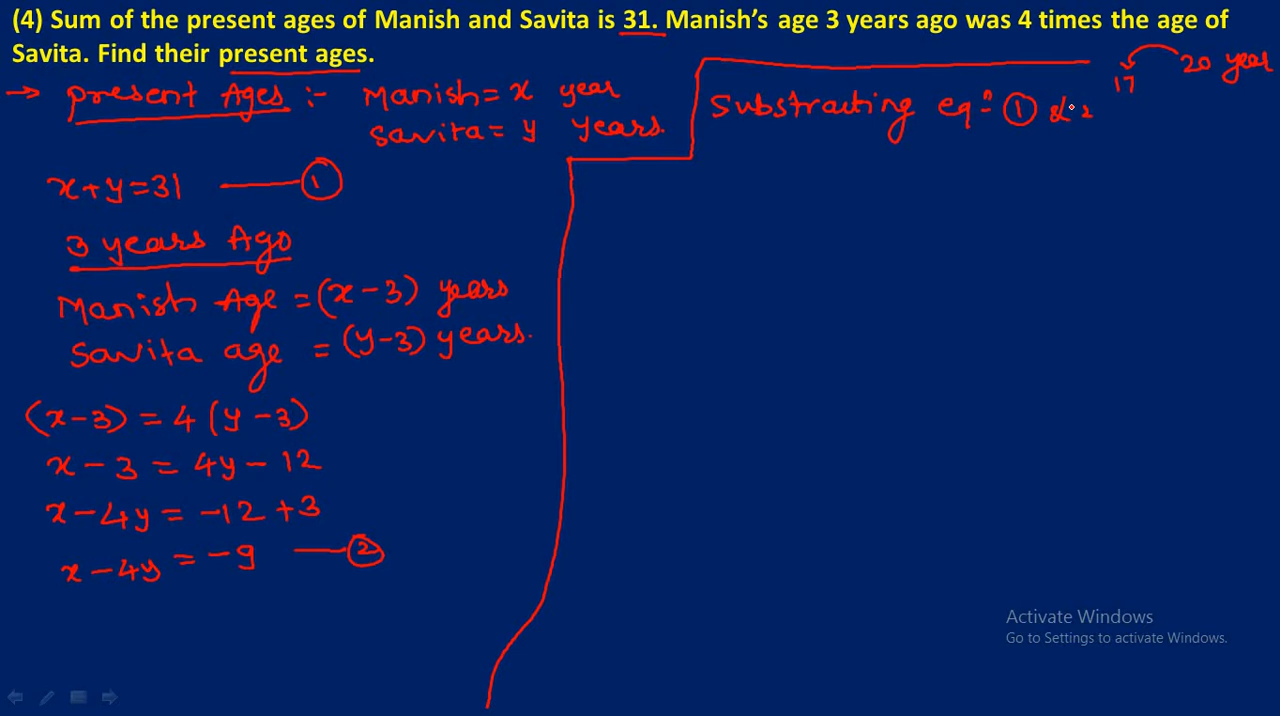 (4) Sum of the present ages of Manish and Savita is 31. Manish's age 3 years ago was 4 times the age of
Savita. Find their present ages.
→ present Ages :- Manish = x year
Savita = y years.
x + y = 31 —— ①
3 years Ago
Manish Age = (x - 3) years
Savita age = (y-3) years.
(x-3) = 4 (y - 3)
x - 3 = 4y - 12
x - 4y = -12 + 3
x - 4y = -9 —— ②
20 year
17
Substrating eqⁿ: ① & 2
Activate Windows
Go to Settings to activate Windows.